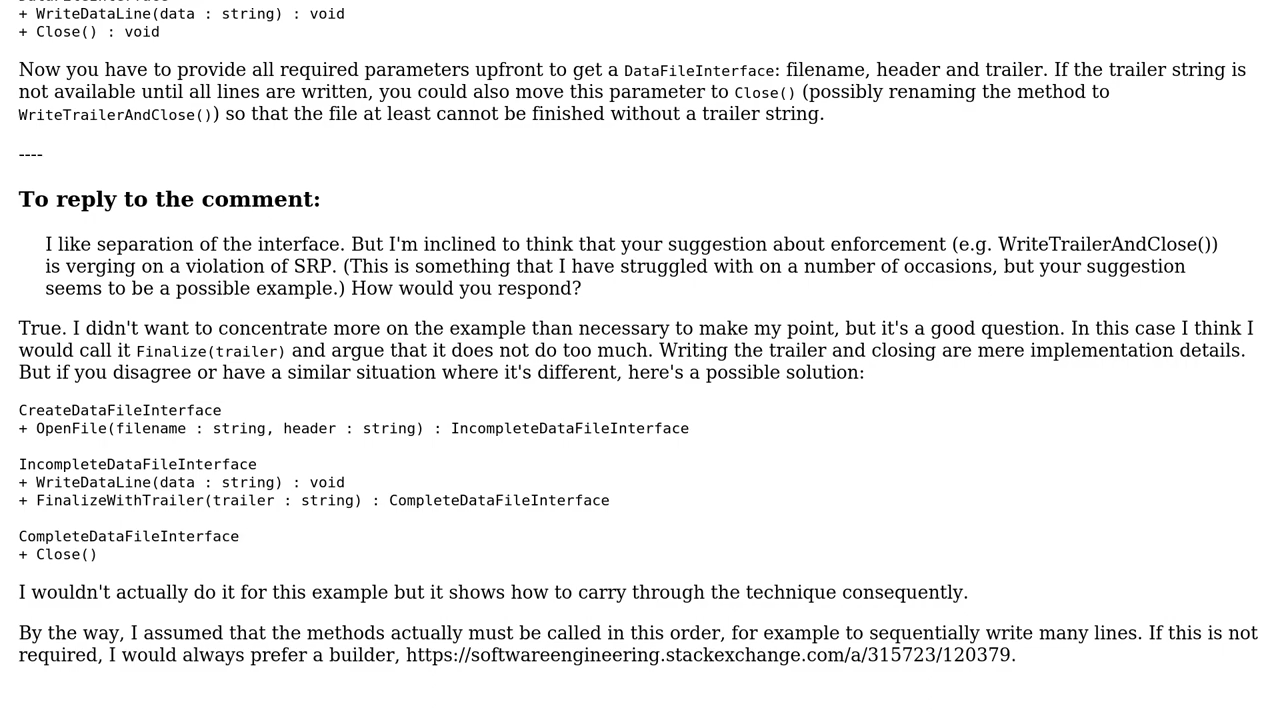 + WriteDataLine(data : string) : void
+ Close() : void
Now you have to provide all required parameters upfront to get a DataFileInterface: filename, header and trailer. If the trailer string is
not available until all lines are written, you could also move this parameter to Close() (possibly renaming the method to
WriteTrailerAndClose()) so that the file at least cannot be finished without a trailer string.
----
To reply to the comment:
I like separation of the interface. But I'm inclined to think that your suggestion about enforcement (e.g. WriteTrailerAndClose())
is verging on a violation of SRP. (This is something that I have struggled with on a number of occasions, but your suggestion
seems to be a possible example.) How would you respond?
True. I didn't want to concentrate more on the example than necessary to make my point, but it's a good question. In this case I think I
would call it Finalize(trailer) and argue that it does not do too much. Writing the trailer and closing are mere implementation details.
But if you disagree or have a similar situation where it's different, here's a possible solution:
CreateDataFileInterface
+ OpenFile(filename : string, header : string) : IncompleteDataFileInterface
IncompleteDataFileInterface
+ WriteDataLine(data : string) : void
+ FinalizeWithTrailer(trailer : string) : CompleteDataFileInterface
CompleteDataFileInterface
+ Close()
I wouldn't actually do it for this example but it shows how to carry through the technique consequently.
By the way, I assumed that the methods actually must be called in this order, for example to sequentially write many lines. If this is not
required, I would always prefer a builder, https://softwareengineering.stackexchange.com/a/315723/120379.